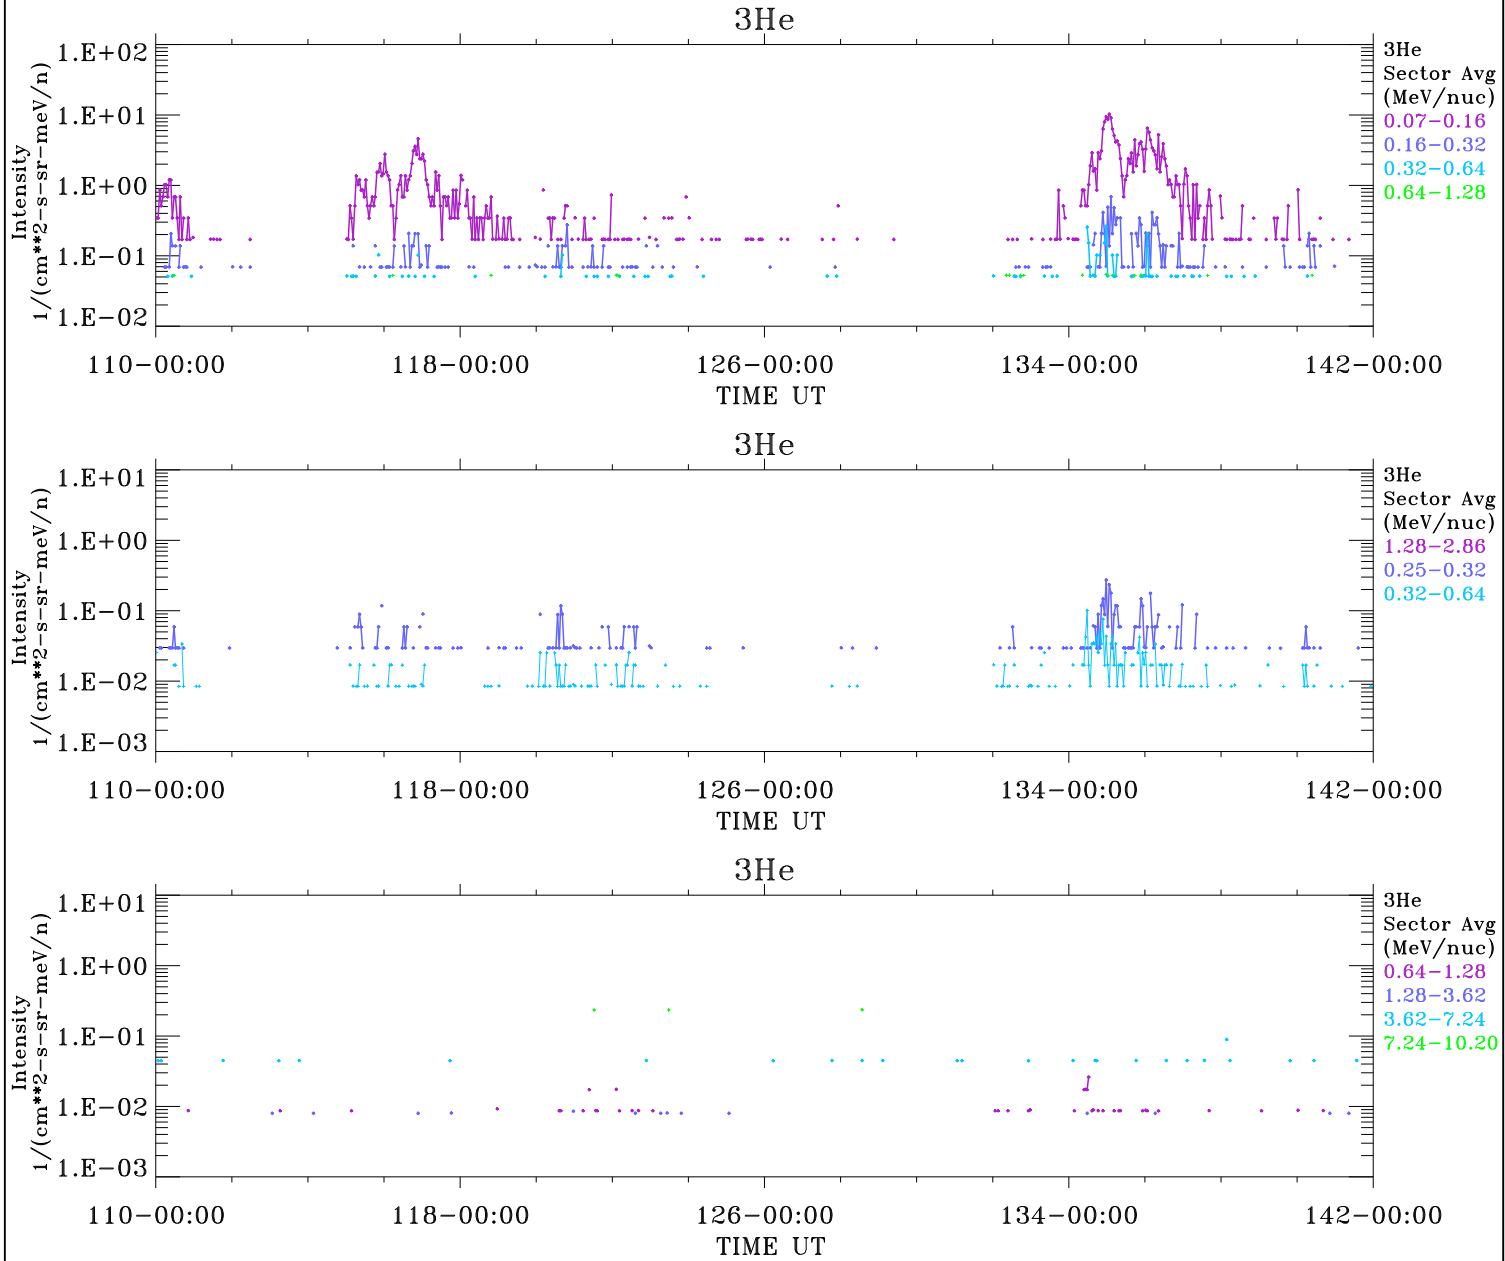 3He
1.E+02
1.E+01
1.E+00
1.E-01
1.E-02
Intensity
1/(cm**2-s-sr-meV/n)
110-00:00
118-00:00
126-00:00
134-00:00
142-00:00
TIME UT
3He
Sector Avg
(MeV/nuc)
0.07-0.16
0.16-0.32
0.32-0.64
0.64-1.28
3He
1.E+01
1.E+00
1.E-01
1.E-02
1.E-03
Intensity
1/(cm**2-s-sr-meV/n)
110-00:00
118-00:00
126-00:00
134-00:00
142-00:00
TIME UT
3He
Sector Avg
(MeV/nuc)
1.28-2.86
0.25-0.32
0.32-0.64
3He
1.E+01
1.E+00
1.E-01
1.E-02
1.E-03
Intensity
1/(cm**2-s-sr-meV/n)
110-00:00
118-00:00
126-00:00
134-00:00
142-00:00
TIME UT
3He
Sector Avg
(MeV/nuc)
0.64-1.28
1.28-3.62
3.62-7.24
7.24-10.20